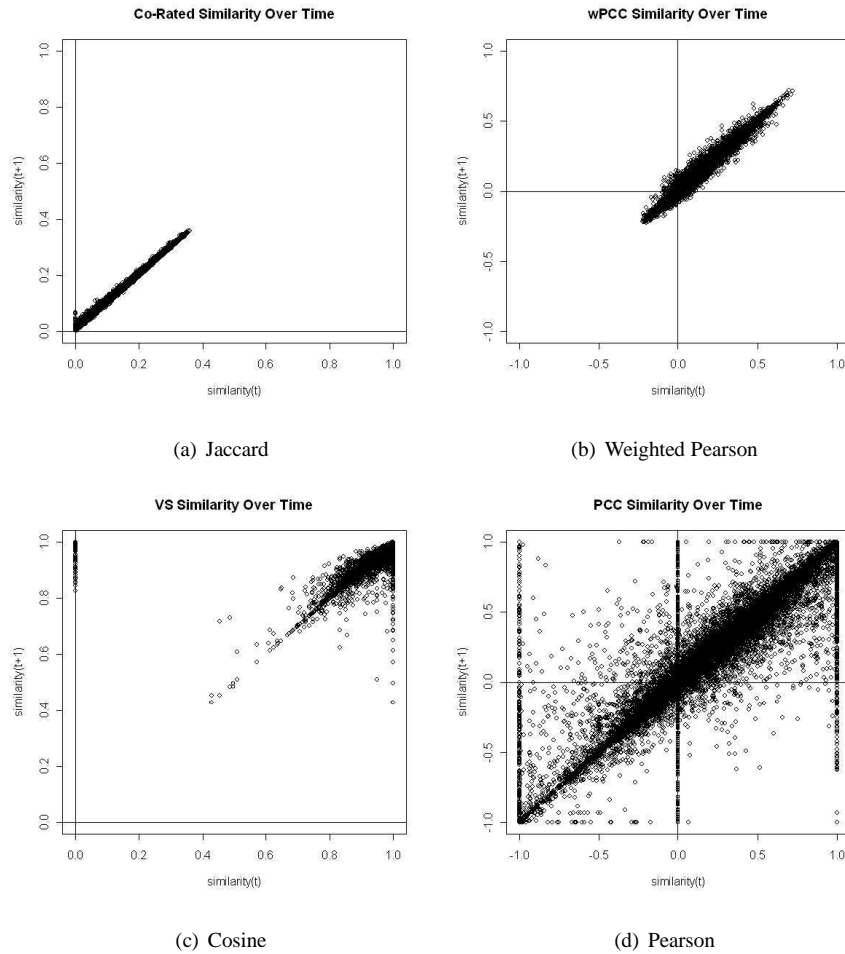 Co-Rated Similarity Over Time
similarity(t+1)
1.0
0.8
0.6
0.4
0.2
0.0
0.0 0.2 0.4 0.6 0.8 1.0
similarity(t)
(a) Jaccard
wPCC Similarity Over Time
similarity(t+1)
1.0
0.5
0.0
-0.5
-1.0
-1.0 -0.5 0.0 0.5 1.0
similarity(t)
(b) Weighted Pearson
VS Similarity Over Time
similarity(t+1)
1.0
0.8
0.6
0.4
0.2
0.0
0.0 0.2 0.4 0.6 0.8 1.0
similarity(t)
(c) Cosine
PCC Similarity Over Time
similarity(t+1)
1.0
0.5
0.0
-0.5
-1.0
-1.0 -0.5 0.0 0.5 1.0
similarity(t)
(d) Pearson